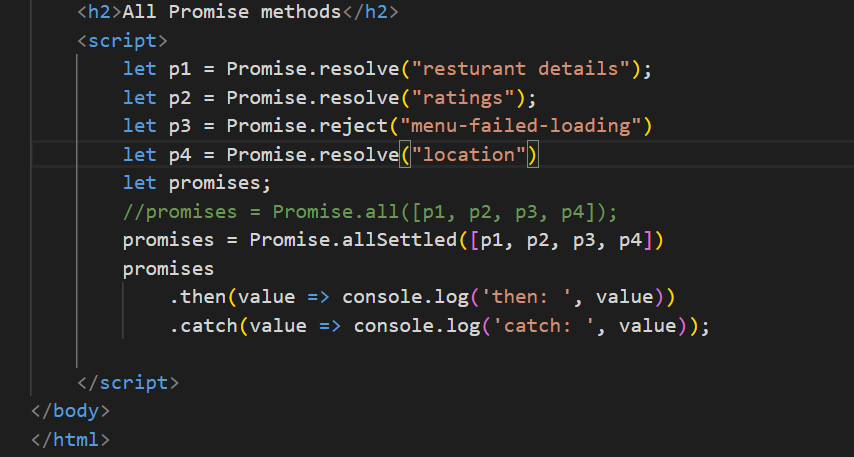 <h2>All Promise methods</h2>
<script>
let p1 = Promise.resolve("resturant details");
let p2 = Promise.resolve("ratings");
let p3 = Promise.reject("menu-failed-loading")
let p4 = Promise.resolve("location")
let promises;
//promises = Promise.all([p1, p2, p3, p4]);
promises = Promise.allSettled([p1, p2, p3, p4])
promises
.then(value => console.log('then: ', value))
.catch(value => console.log('catch: ', value));
</script>
</body>
</html>